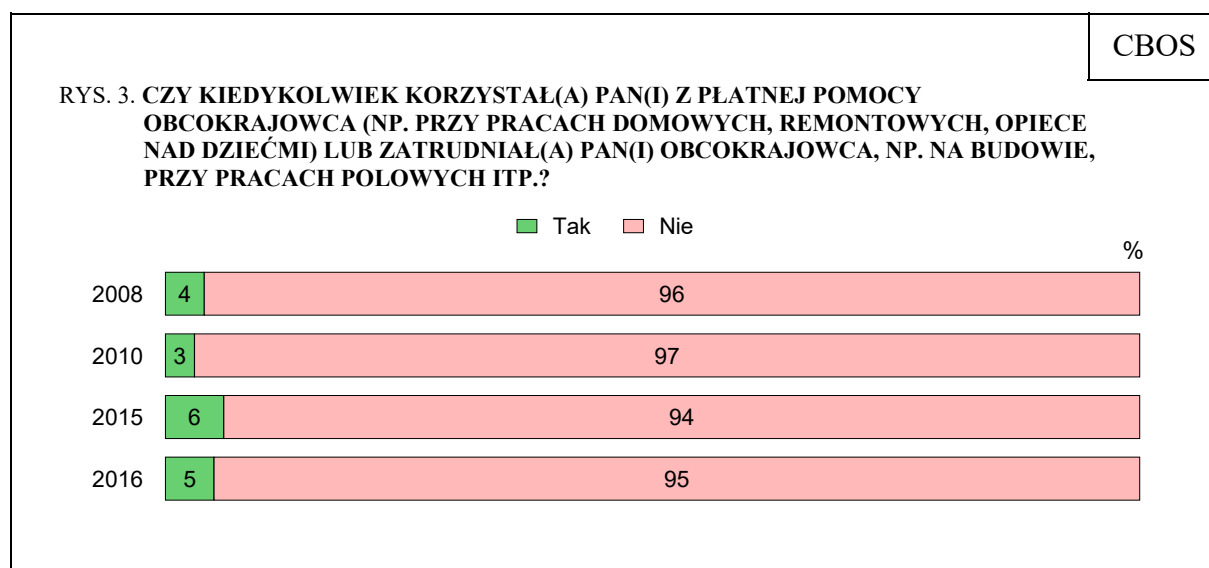 CBOS
RYS. 3. CZY KIEDYKOLWIEK KORZYSTAŁ(A) PAN(I) Z PŁATNEJ POMOCY
OBCOKRAJOWCA (NP. PRZY PRACACH DOMOWYCH, REMONTOWYCH, OPIECE
NAD DZIEĆMI) LUB ZATRUDNIAŁ(A) PAN(I) OBCOKRAJOWCA, NP. NA BUDOWIE,
PRZY PRACACH POLOWYCH ITP.?
Tak Nie
%
2008 4 96
2010 3 97
2015 6 94
2016 5 95